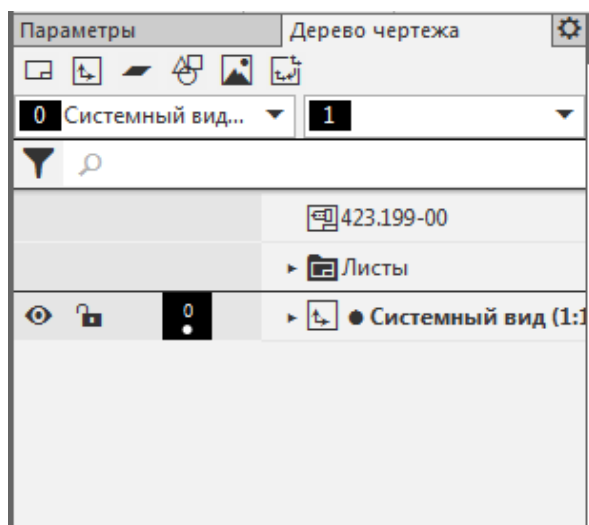 Параметры
Дерево чертежа
0 Системный вид... 1
423.199-00
Листы
0 Системный вид (1:1